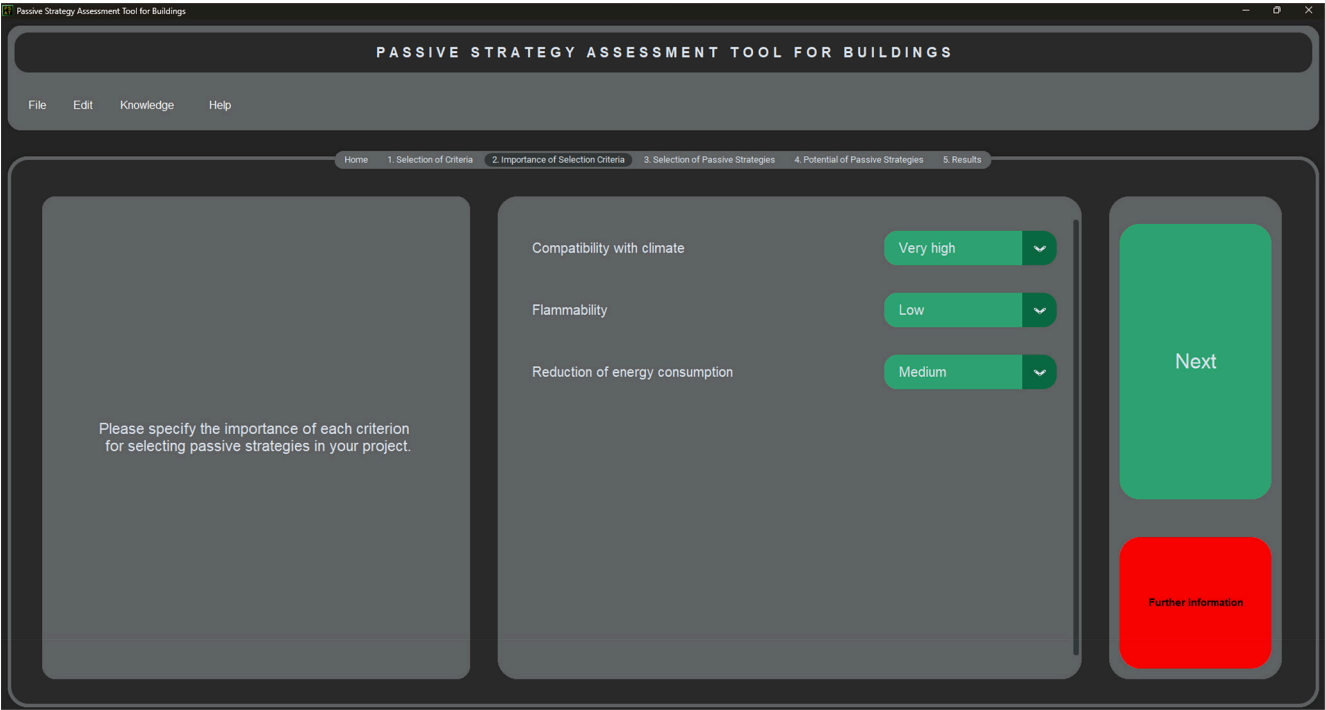 Passive Strategy Assessment Tool for Buildings
PASSIVE STRATEGY ASSESSMENT TOOL FOR BUILDINGS
File Edit Knowledge Help
Home 1. Selection of Criteria 2. Importance of Selection Criteria 3. Selection of Passive Strategies 4. Potential of Passive Strategies 5. Results
Please specify the importance of each criterion
for selecting passive strategies in your project.
Compatibility with climate Very high
Flammability Low
Reduction of energy consumption Medium
Next
Further information